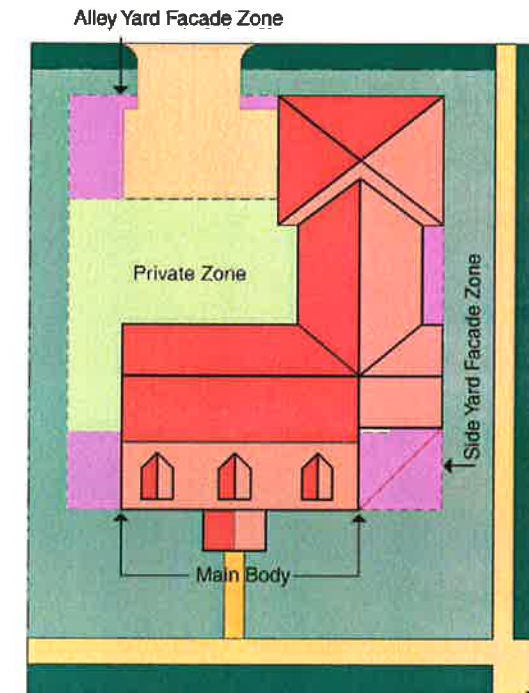 Alley Yard Facade Zone
Private Zone
Side Yard Facade Zone
Main Body